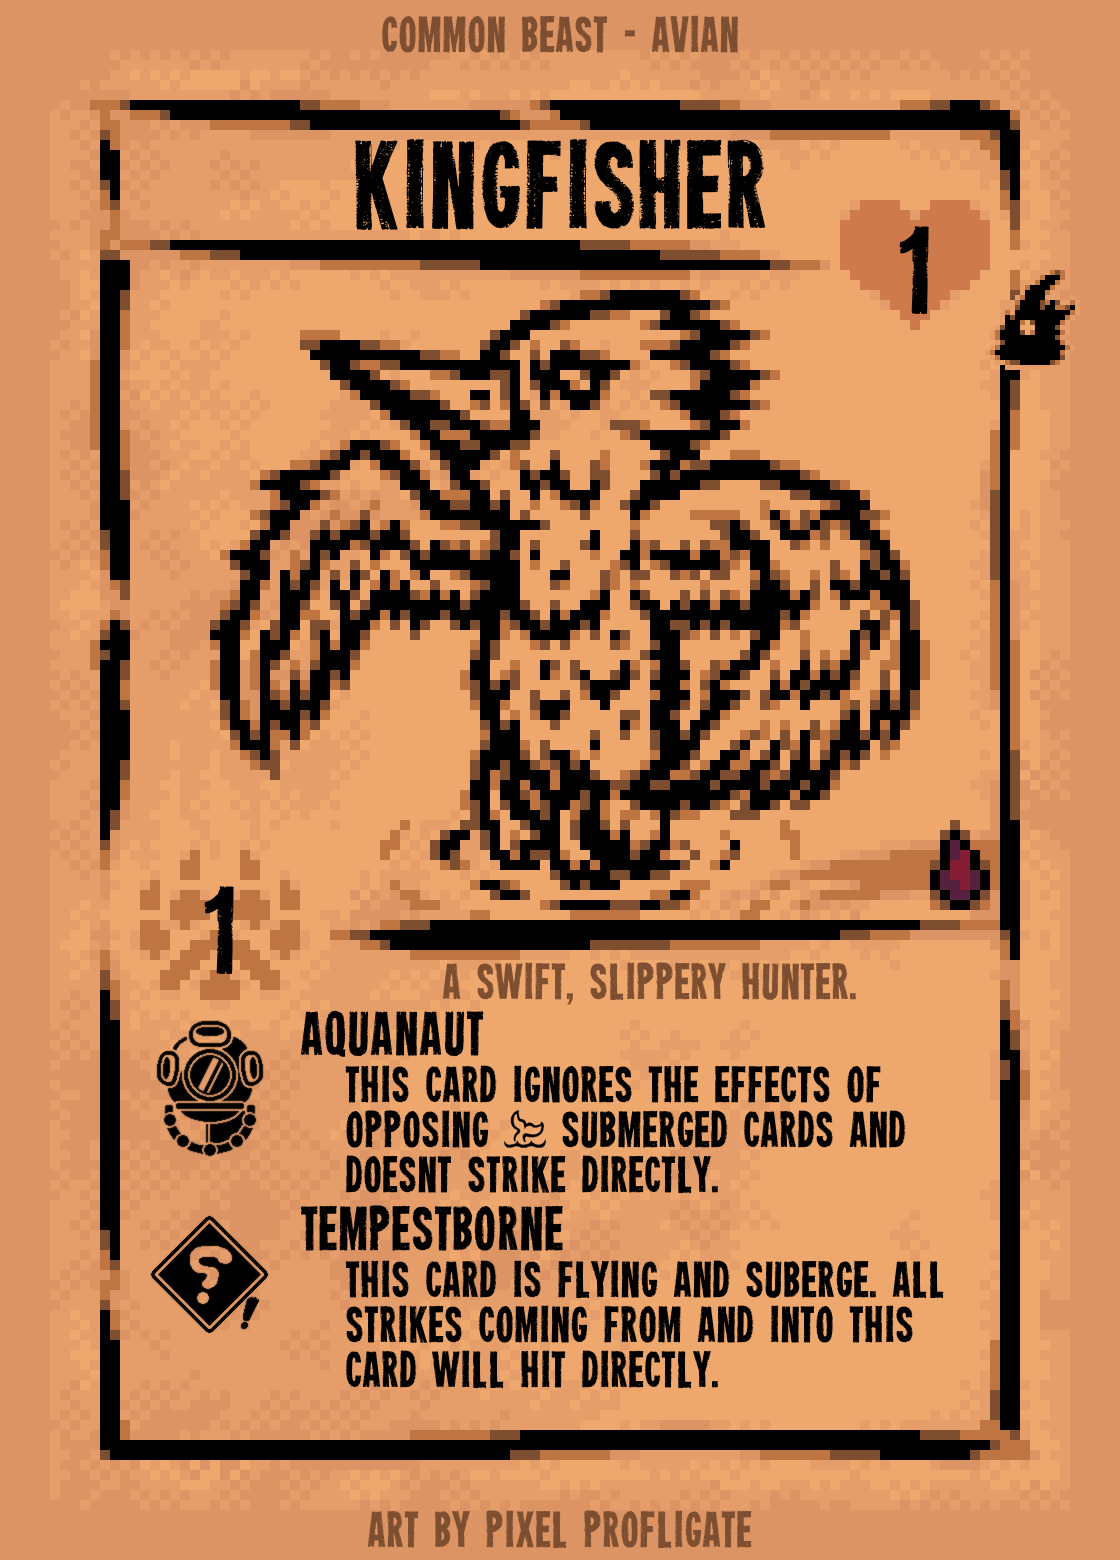 COMMON BEAST - AVIAN
KINGFISHER
1
1
A SWIFT, SLIPPERY HUNTER.
AQUANAUT
THIS CARD IGNORES THE EFFECTS OF
OPPOSING SUBMERGED CARDS AND
DOESNT STRIKE DIRECTLY.
TEMPESTBORNE
?!
THIS CARD IS FLYING AND SUBERGE. ALL
STRIKES COMING FROM AND INTO THIS
CARD WILL HIT DIRECTLY.
ART BY PIXEL PROFLIGATE